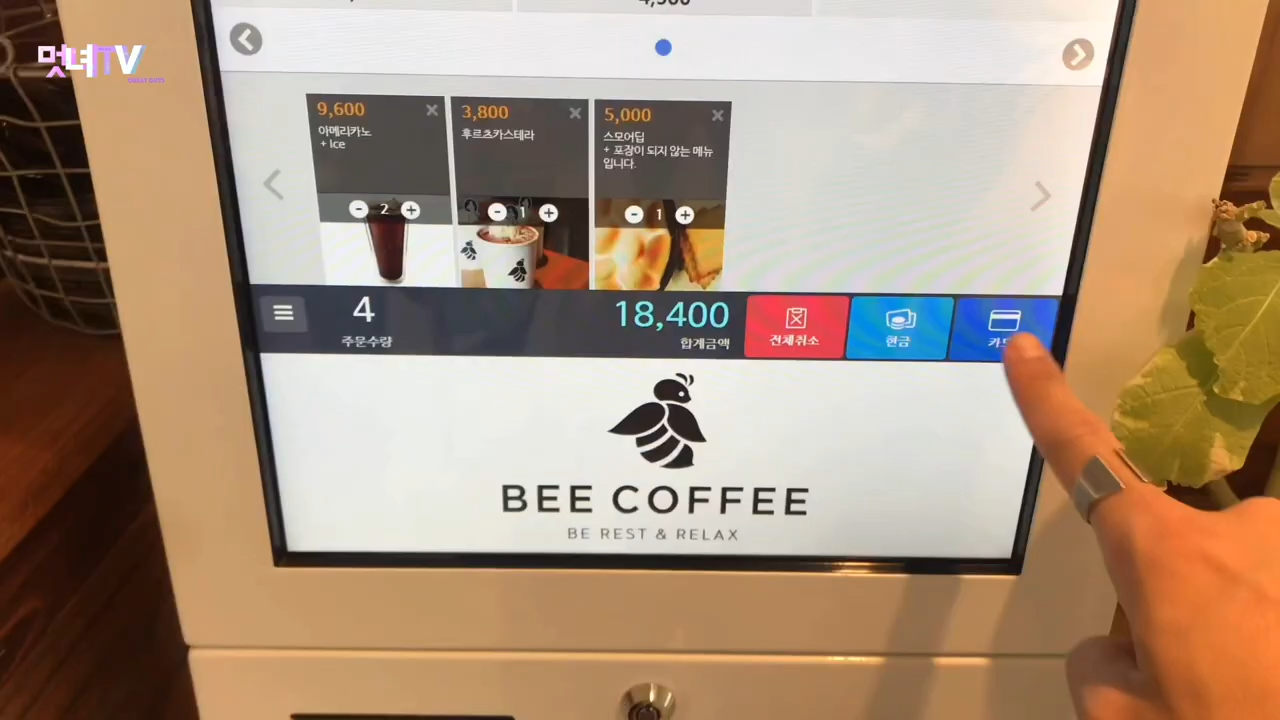 4,500
멋녀TV
9,600
아메리카노
+ Ice
2
3,800
후르츠카스테라
1
5,000
스모어딥
+ 포장이 되지 않는 메뉴
입니다.
1
4
주문수량
18,400
합계금액
전체취소
현금
카드
BEE COFFEE
BE REST & RELAX